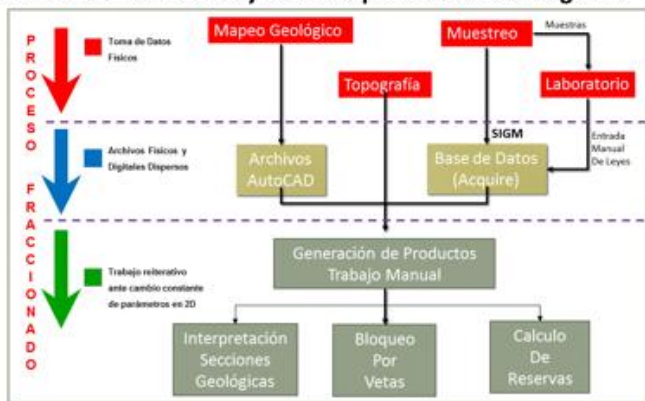 PROCESO FRACCIONADO
Toma de Datos
Físicos
Mapeo Geológico
Muestreo
Muestras
Topografía
Laboratorio
Archivos Físicos y
Digitales Dispersos
Archivos
AutoCAD
SIGM
Base de Datos
(Acquire)
Entrada
Manual
De Leyes
Trabajo reiterativo
ante cambio constante
de parámetros en 2D
Generación de Productos
Trabajo Manual
Interpretación
Secciones
Geológicas
Bloqueo
Por
Vetas
Calculo
De
Reservas